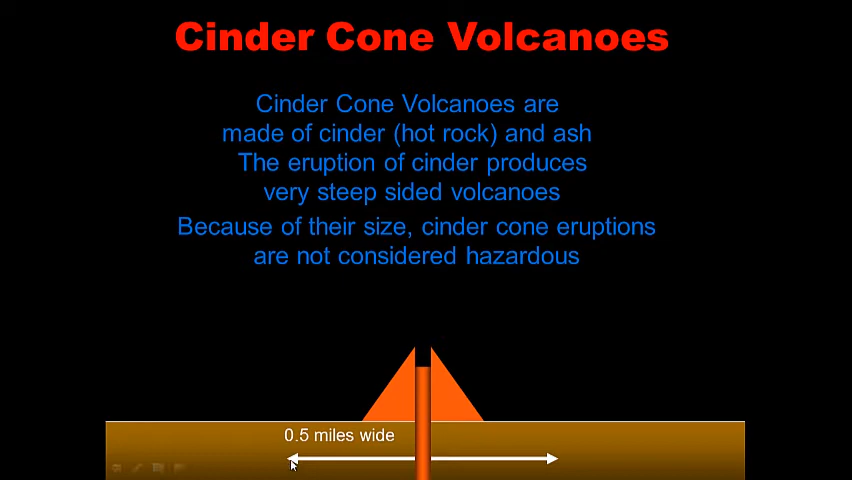 Cinder Cone Volcanoes
Cinder Cone Volcanoes are
made of cinder (hot rock) and ash
The eruption of cinder produces
very steep sided volcanoes
Because of their size, cinder cone eruptions
are not considered hazardous
0.5 miles wide